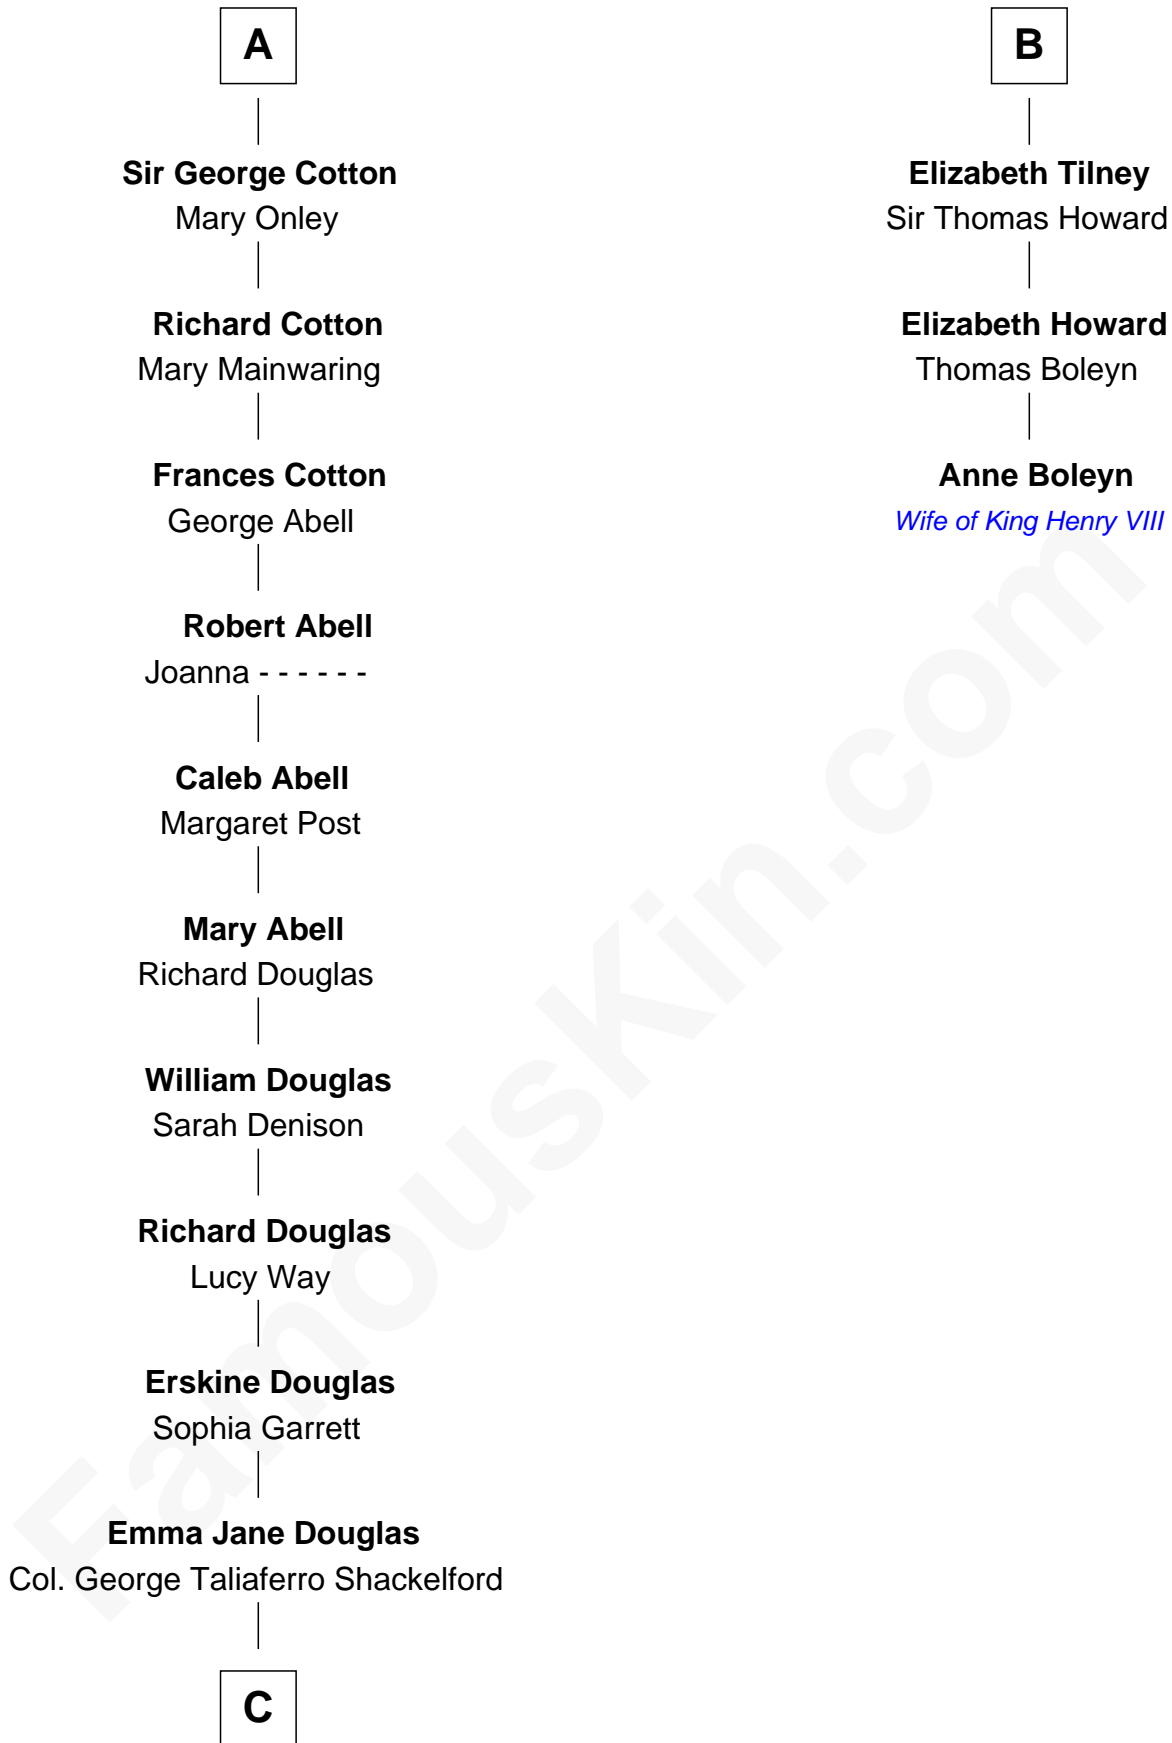 A
Sir George Cotton
Mary Onley
Richard Cotton
Mary Mainwaring
Frances Cotton
George Abell
Robert Abell
Joanna - - - - - -
Caleb Abell
Margaret Post
Mary Abell
Richard Douglas
William Douglas
Sarah Denison
Richard Douglas
Lucy Way
Erskine Douglas
Sophia Garrett
Emma Jane Douglas
Col. George Taliaferro Shackelford
C
B
Elizabeth Tilney
Sir Thomas Howard
Elizabeth Howard
Thomas Boleyn
Anne Boleyn
Wife of King Henry VIII
FamousKin.com